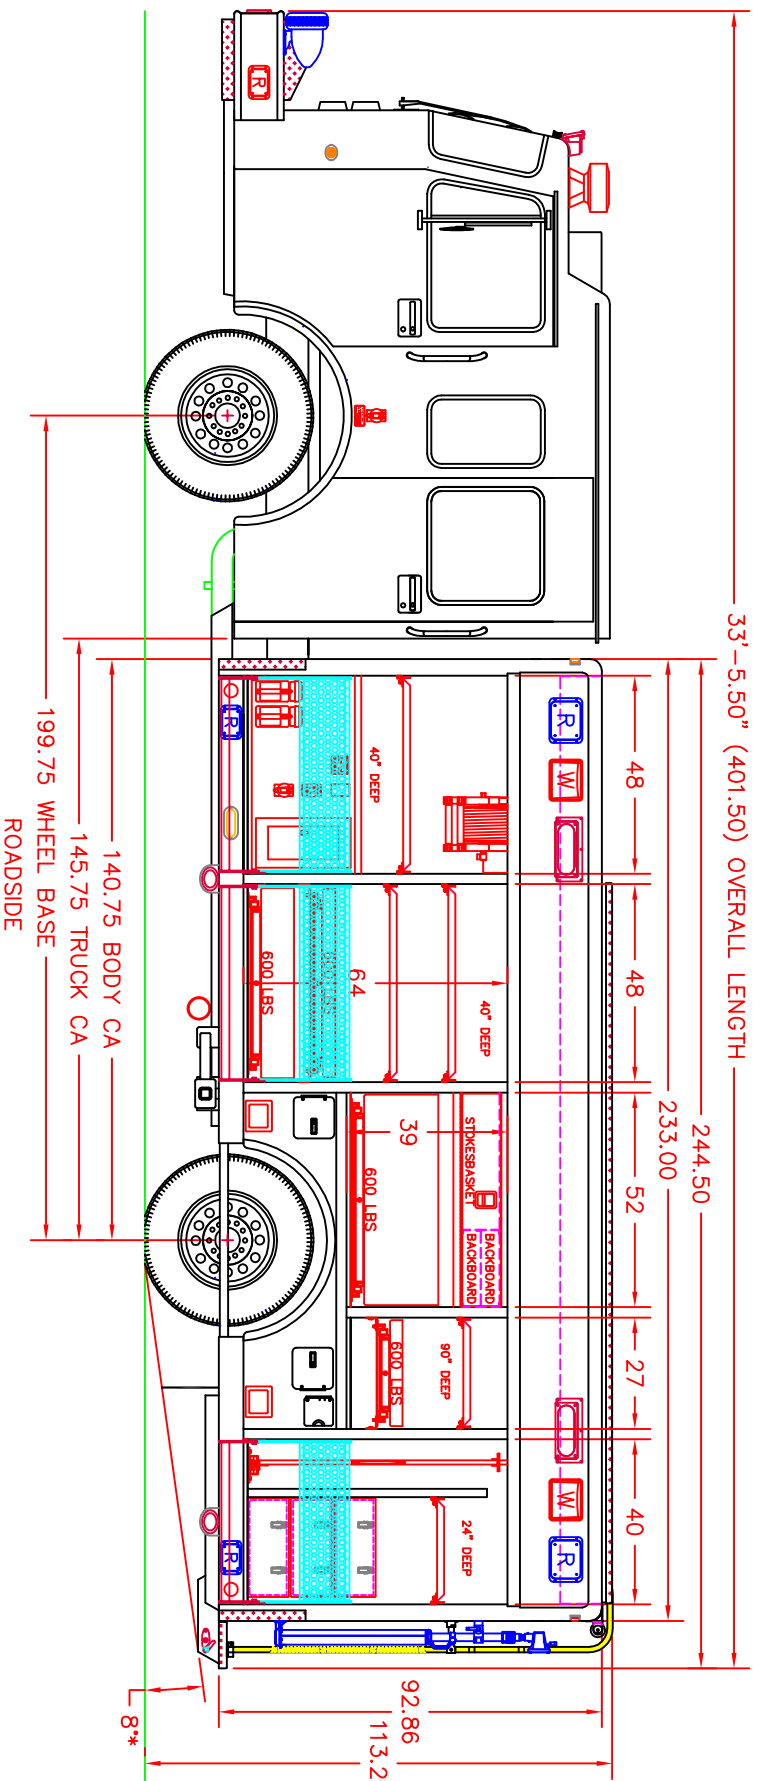 33'-5.50" (401.50) OVERALL LENGTH
244.50
233.00
48
48
52
27
40
R
W
W
R
40" DEEP
40" DEEP
64
600 LBS
STOKESBASKET
BACKBOARD
BACKBOARD
39
600 LBS
90" DEEP
600 LBS
24" DEEP
R
R
R
92.86
113.2
8°*
140.75 BODY CA
145.75 TRUCK CA
199.75 WHEEL BASE
ROADSIDE